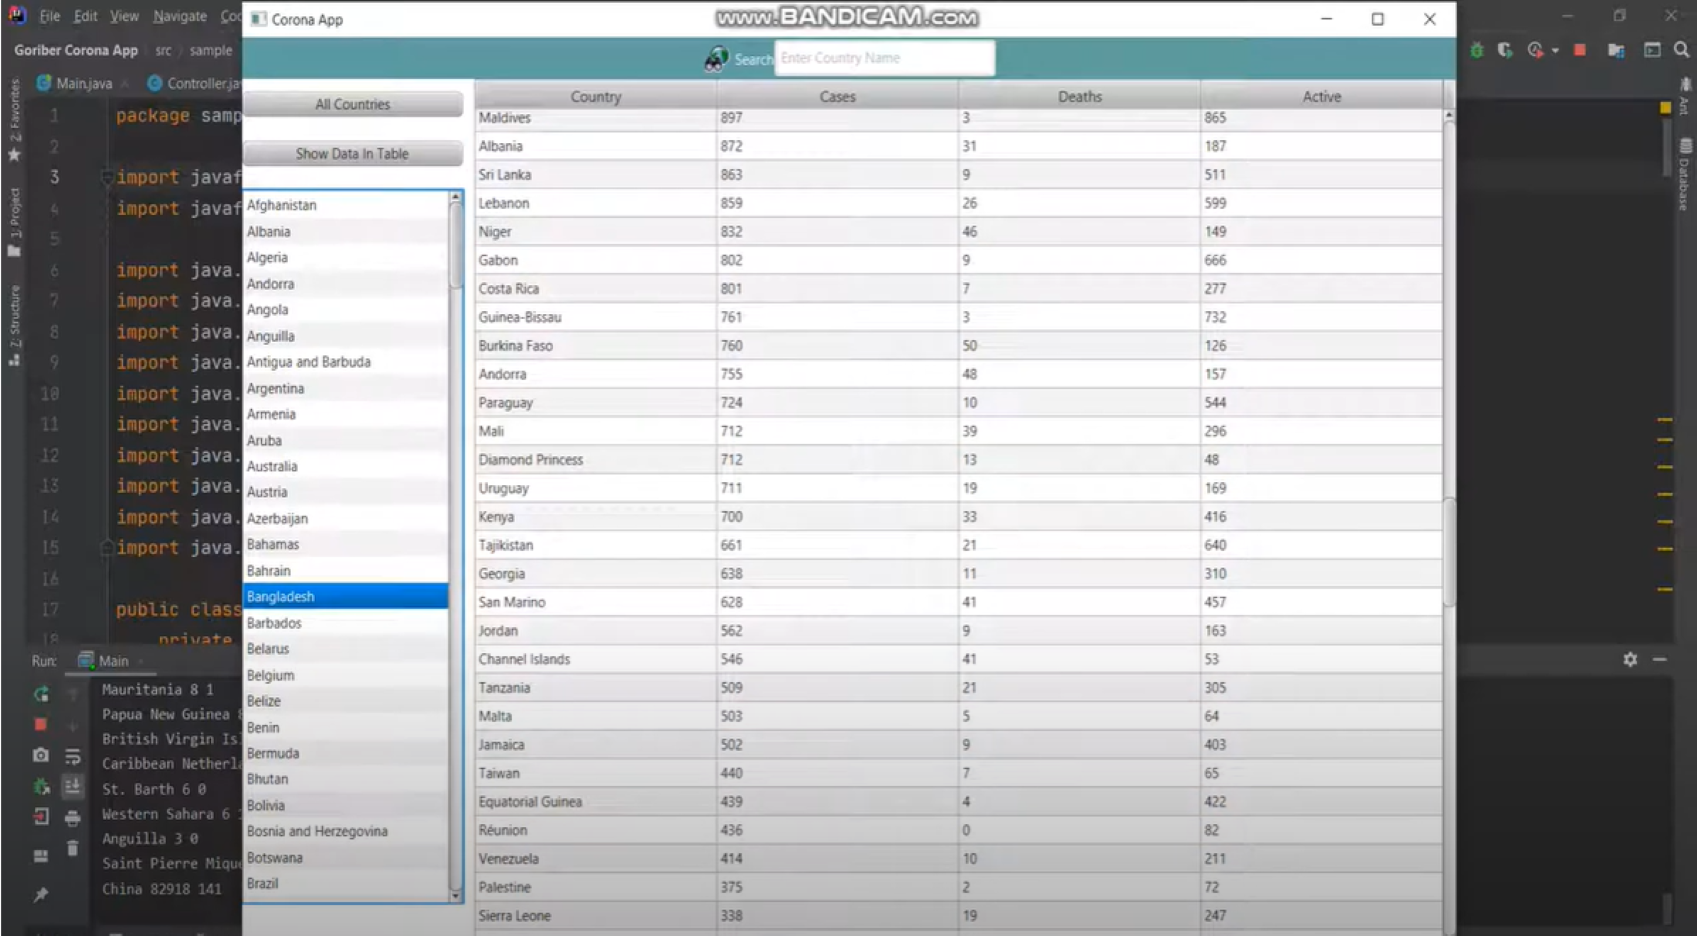 File Edit View Navigate
Corona App
www.BANDICAM.com
Goriber Corona App src sample
Search Enter Country Name
Main.java
All Countries
Show Data In Table
Afghanistan
Albania
Algeria
Andorra
Angola
Anguilla
Antigua and Barbuda
Argentina
Armenia
Aruba
Australia
Austria
Azerbaijan
Bahamas
Bahrain
Bangladesh
Barbados
Belarus
Belgium
Belize
Benin
Bermuda
Bhutan
Bolivia
Bosnia and Herzegovina
Botswana
Brazil
Country Cases Deaths Active
Maldives 897 3 865
Albania 872 31 187
Sri Lanka 863 9 511
Lebanon 859 26 599
Niger 832 46 149
Gabon 802 9 666
Costa Rica 801 7 277
Guinea-Bissau 761 3 732
Burkina Faso 760 50 126
Andorra 755 48 157
Paraguay 724 10 544
Mali 712 39 296
Diamond Princess 712 13 48
Uruguay 711 19 169
Kenya 700 33 416
Tajikistan 661 21 640
Georgia 638 11 310
San Marino 628 41 457
Jordan 562 9 163
Channel Islands 546 41 53
Tanzania 509 21 305
Malta 503 5 64
Jamaica 502 9 403
Taiwan 440 7 65
Equatorial Guinea 439 4 422
Réunion 436 0 82
Venezuela 414 10 211
Palestine 375 2 72
Sierra Leone 338 19 247
2: Favorites
1: Project
7: Structure
1 package samp
2
3 import javaf
4 import javaf
5
6 import java.
7 import java.
8 import java.
9 import java.
10 import java.
11 import java.
12 import java.
13 import java.
14 import java.
15 import java.
16
17 public class
18 private
Run: Main
Mauritania 8 1
Papua New Guinea 8
British Virgin Is
Caribbean Netherl
St. Barth 6 0
Western Sahara 6
Anguilla 3 0
Saint Pierre Mique
China 82918 141
Ant
Database